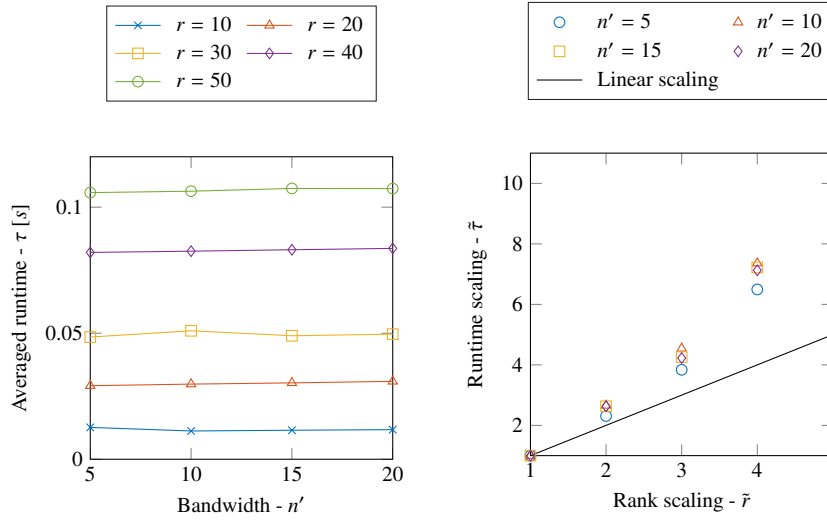 r = 10 r = 20
r = 30 r = 40
r = 50
n′ = 5 n′ = 10
n′ = 15 n′ = 20
Linear scaling
0.1
0.05
0
5 10 15 20
Averaged runtime - τ [s]
Bandwidth - n′
10
8
6
4
2
1 2 3 4
Runtime scaling - τ̃
Rank scaling - r̃